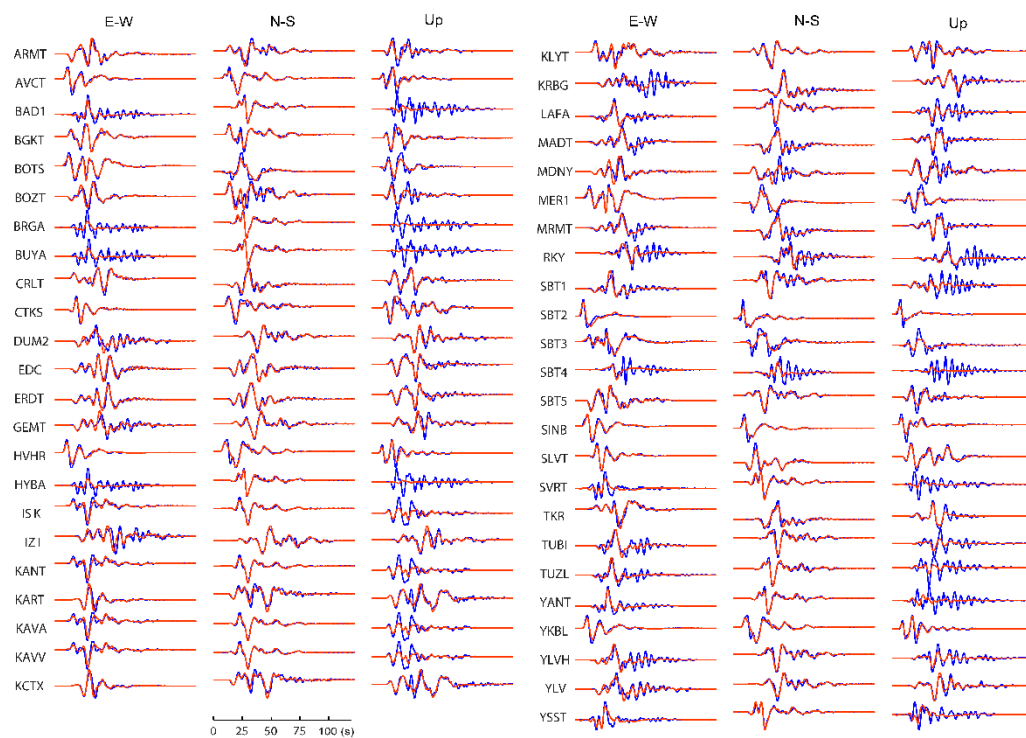 E-W N-S Up
ARMT
AVCT
BAD1
BGKT
BOTS
BOZT
BRGA
BUYA
CRLT
CTKS
DUM2
EDC
ERDT
GEMT
HVHR
HYBA
ISK
IZI
KANT
KART
KAVA
KAVV
KCTX
0 25 50 75 100 (s)
E-W N-S Up
KLYT
KRBG
LAFA
MADT
MDNY
MER1
MRMT
RKY
SBT1
SBT2
SBT3
SBT4
SBT5
SINB
SLVT
SVRT
TKR
TUBI
TUZL
YANT
YKBL
YLVH
YLV
YSST